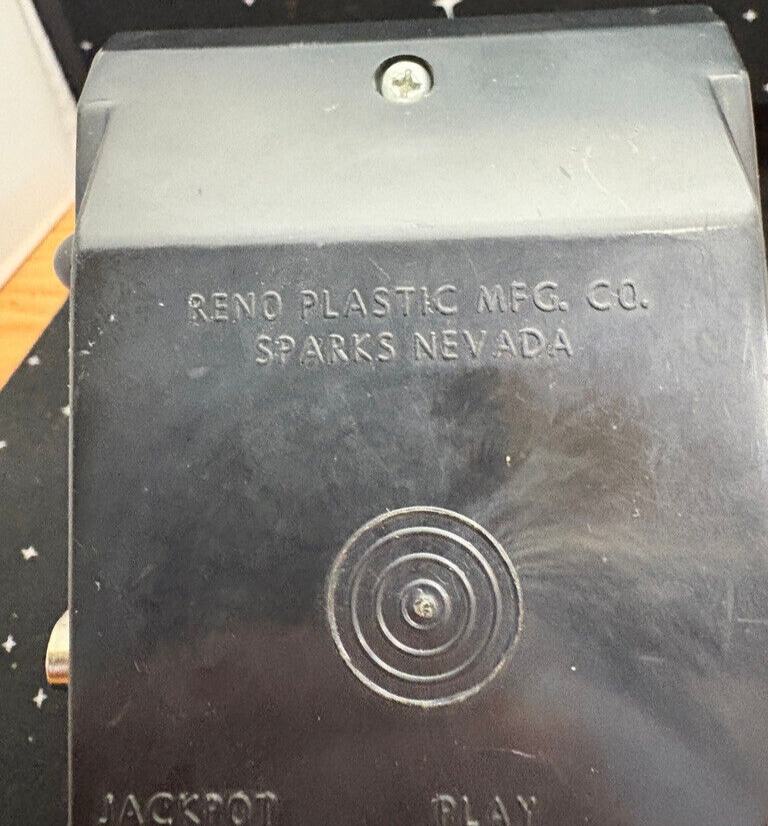 RENO PLASTIC MFG. CO.
SPARKS NEVADA
JACKPOT PLAY